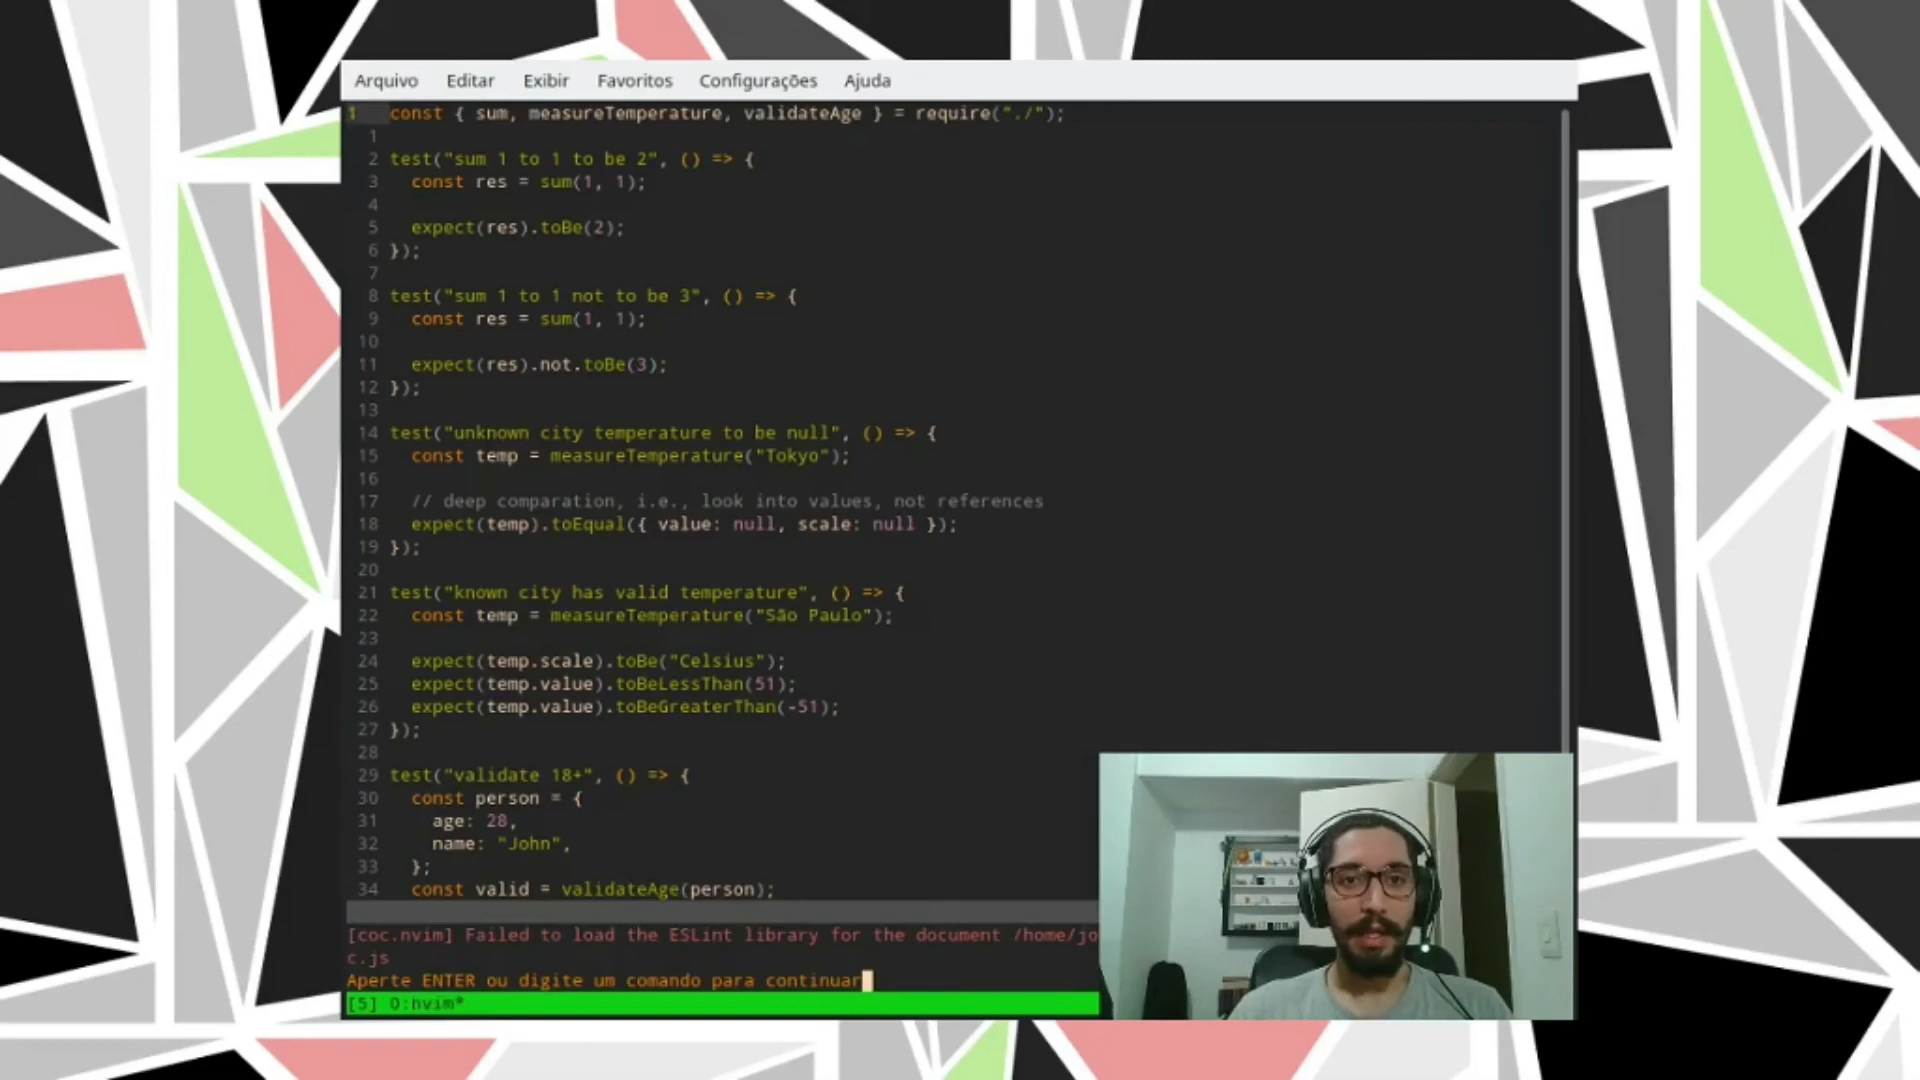 Arquivo Editar Exibir Favoritos Configurações Ajuda
1 const { sum, measureTemperature, validateAge } = require("./");
1
2 test("sum 1 to 1 to be 2", () => {
3 const res = sum(1, 1);
4
5 expect(res).toBe(2);
6 });
7
8 test("sum 1 to 1 not to be 3", () => {
9 const res = sum(1, 1);
10
11 expect(res).not.toBe(3);
12 });
13
14 test("unknown city temperature to be null", () => {
15 const temp = measureTemperature("Tokyo");
16
17 // deep comparation, i.e., look into values, not references
18 expect(temp).toEqual({ value: null, scale: null });
19 });
20
21 test("known city has valid temperature", () => {
22 const temp = measureTemperature("São Paulo");
23
24 expect(temp.scale).toBe("Celsius");
25 expect(temp.value).toBeLessThan(51);
26 expect(temp.value).toBeGreaterThan(-51);
27 });
28
29 test("validate 18+", () => {
30 const person = {
31 age: 28,
32 name: "John",
33 };
34 const valid = validateAge(person);
[coc.nvim] Failed to load the ESLint library for the document /home/jo
c.js
Aperte ENTER ou digite um comando para continuar
[5] 0:nvim*